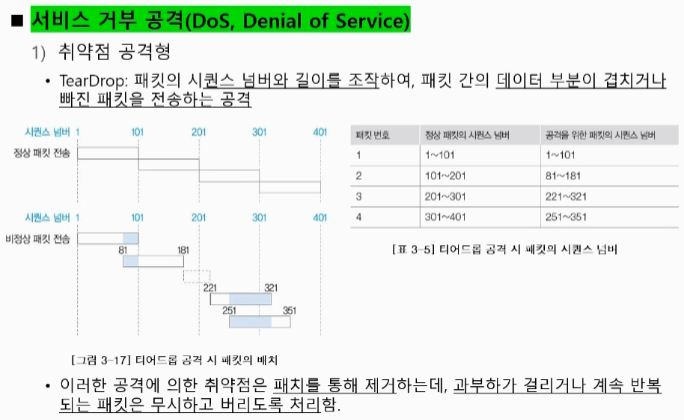 ■ 서비스 거부 공격(DoS, Denial of Service)
1) 취약점 공격형
• TearDrop: 패킷의 시퀀스 넘버와 길이를 조작하여, 패킷 간의 데이터 부분이 겹치거나
빠진 패킷을 전송하는 공격
시퀀스 넘버 1 101 201 301 401
정상 패킷 전송
시퀀스 넘버 1 101 201 301 401
비정상 패킷 전송
81 181
221 321
251 351
[그림 3-17] 티어드롭 공격 시 패킷의 배치
패킷 번호 정상 패킷의 시퀀스 넘버 공격을 위한 패킷의 시퀀스 넘버
1 1~101 1~101
2 101~201 81~181
3 201~301 221~321
4 301~401 251~351
[표 3-5] 티어드롭 공격 시 패킷의 시퀀스 넘버
• 이러한 공격에 의한 취약점은 패치를 통해 제거하는데, 과부하가 걸리거나 계속 반복
되는 패킷은 무시하고 버리도록 처리함.